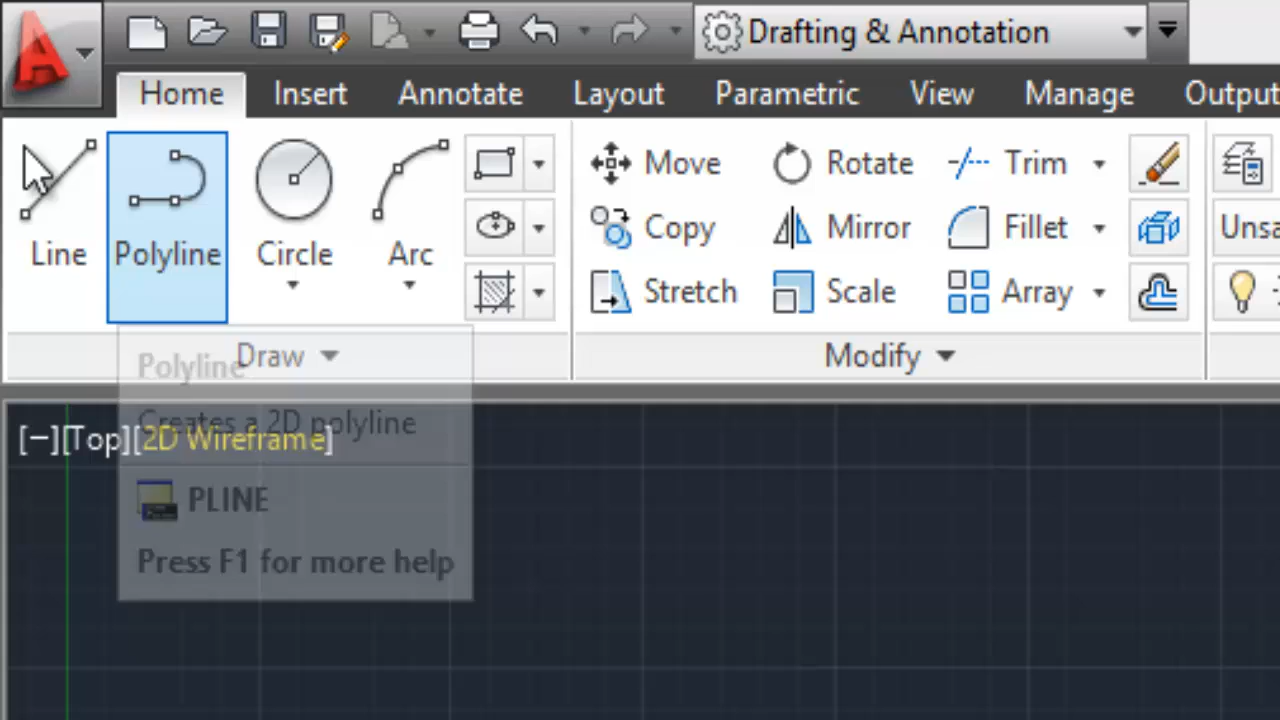 Drafting & Annotation
Home Insert Annotate Layout Parametric View Manage Output
Move Rotate Trim
Line Polyline Circle Arc
Copy Mirror Fillet
Stretch Scale Array
Draw Modify
Polyline
Creates a 2D polyline
[−][Top][2D Wireframe]
PLINE
Press F1 for more help